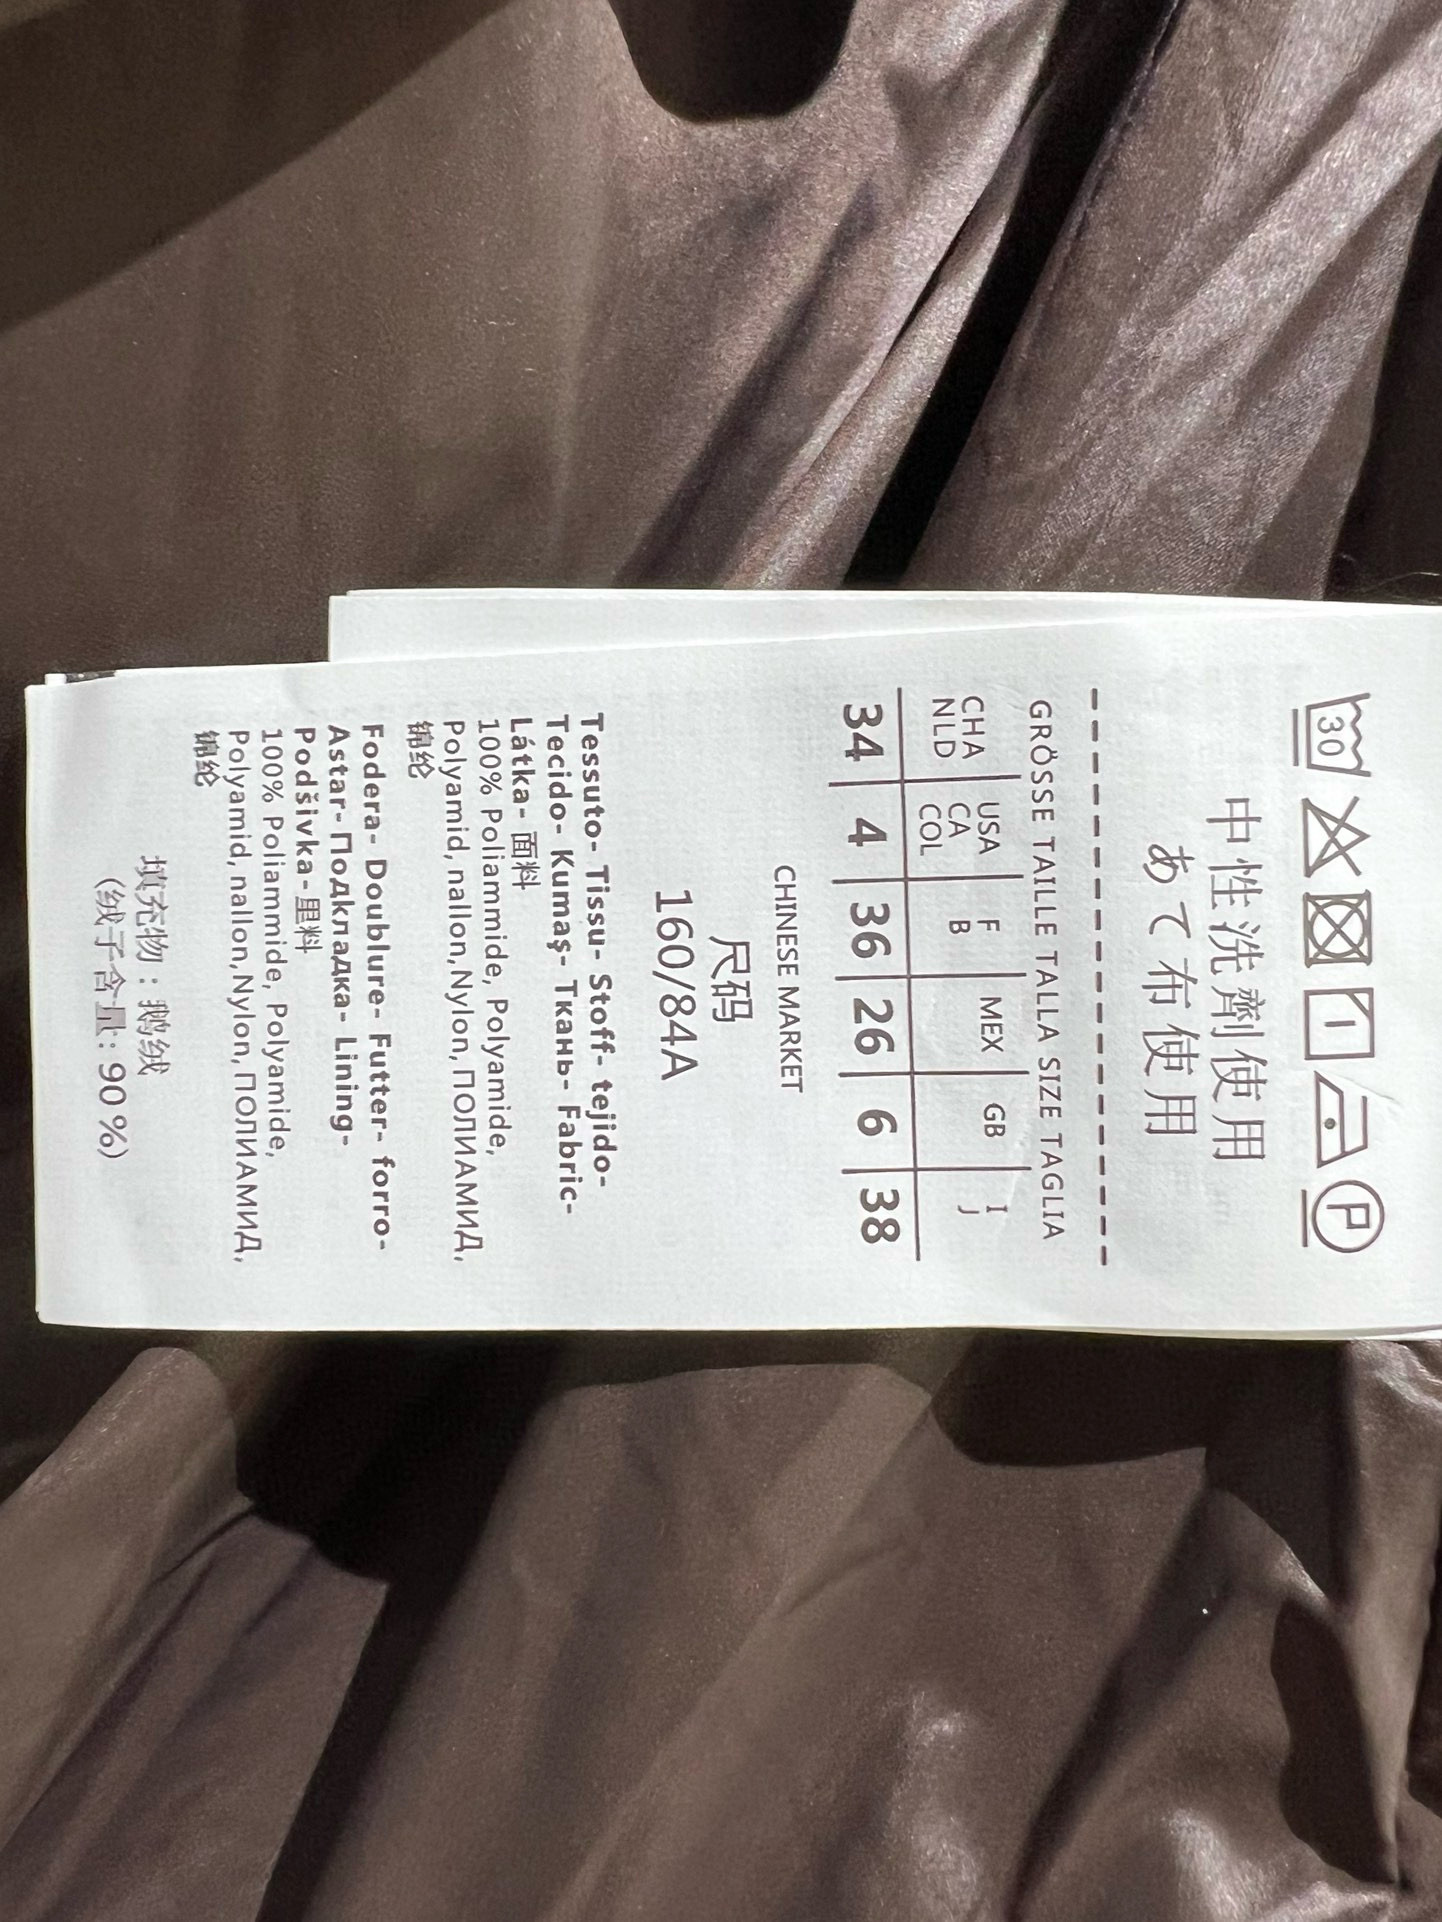 30 P
中性洗剤使用
あて布使用
GRÖSSE TAILLE TALLA SIZE TAGLIA
CHA USA F MEX GB I
NLD CA B J
COL
34 4 36 26 6 38
CHINESE MARKET
尺码
160/84A
Tessuto- Tissu- Stoff- tejido-
Tecido- Kumaş- Ткань- Fabric-
Látka- 面料
100% Poliammide, Polyamide,
Polyamid, nallon,Nylon,ПОЛИАМИД,
锦纶
Fodera- Doublure- Futter- forro-
Astar-Подкладка- Lining-
Podšivka-里料
100% Poliammide, Polyamide,
Polyamid, nallon,Nylon,ПОЛИАМИД,
锦纶
填充物：鹅绒
(绒子含量: 90 %)